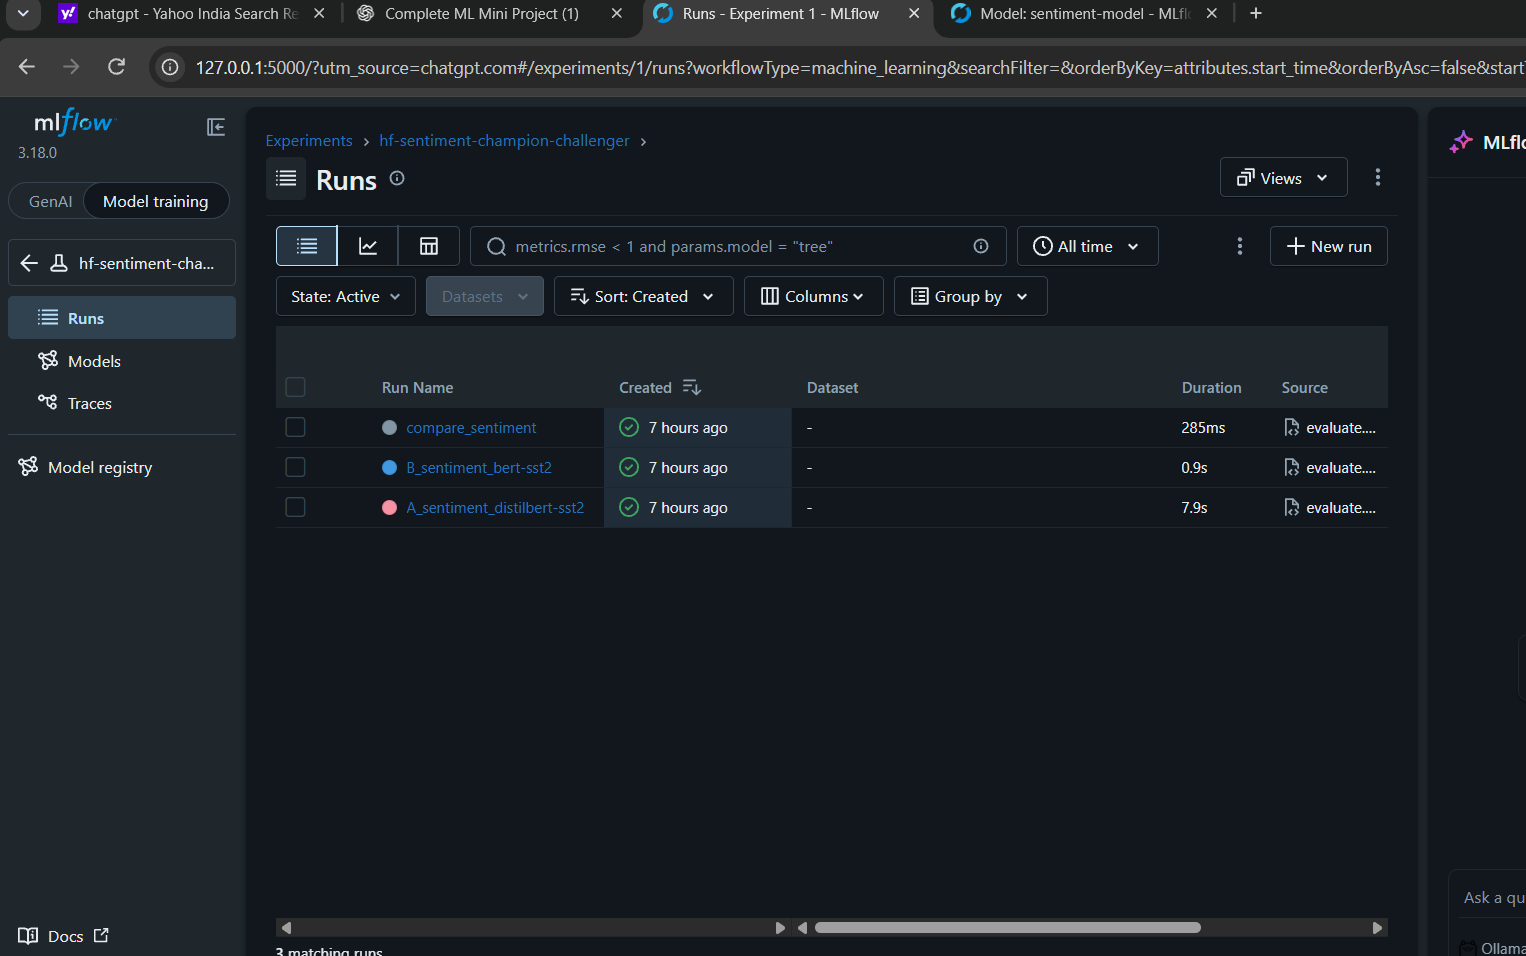 chatgpt - Yahoo India Search Re
Complete ML Mini Project (1)
Runs - Experiment 1 - MLflow
Model: sentiment-model - MLfl
127.0.0.1:5000/?utm_source=chatgpt.com#/experiments/1/runs?workflowType=machine_learning&searchFilter=&orderByKey=attributes.start_time&orderByAsc=false&start
mlflow
3.18.0
GenAI
Model training
hf-sentiment-cha...
Runs
Models
Traces
Model registry
Docs
Experiments > hf-sentiment-champion-challenger >
Runs
Views
metrics.rmse < 1 and params.model = "tree"
All time
New run
State: Active
Datasets
Sort: Created
Columns
Group by
Run Name Created Dataset Duration Source
compare_sentiment 7 hours ago - 285ms evaluate....
B_sentiment_bert-sst2 7 hours ago - 0.9s evaluate....
A_sentiment_distilbert-sst2 7 hours ago - 7.9s evaluate....
3 matching runs
MLflo
Ask a qu
Ollama